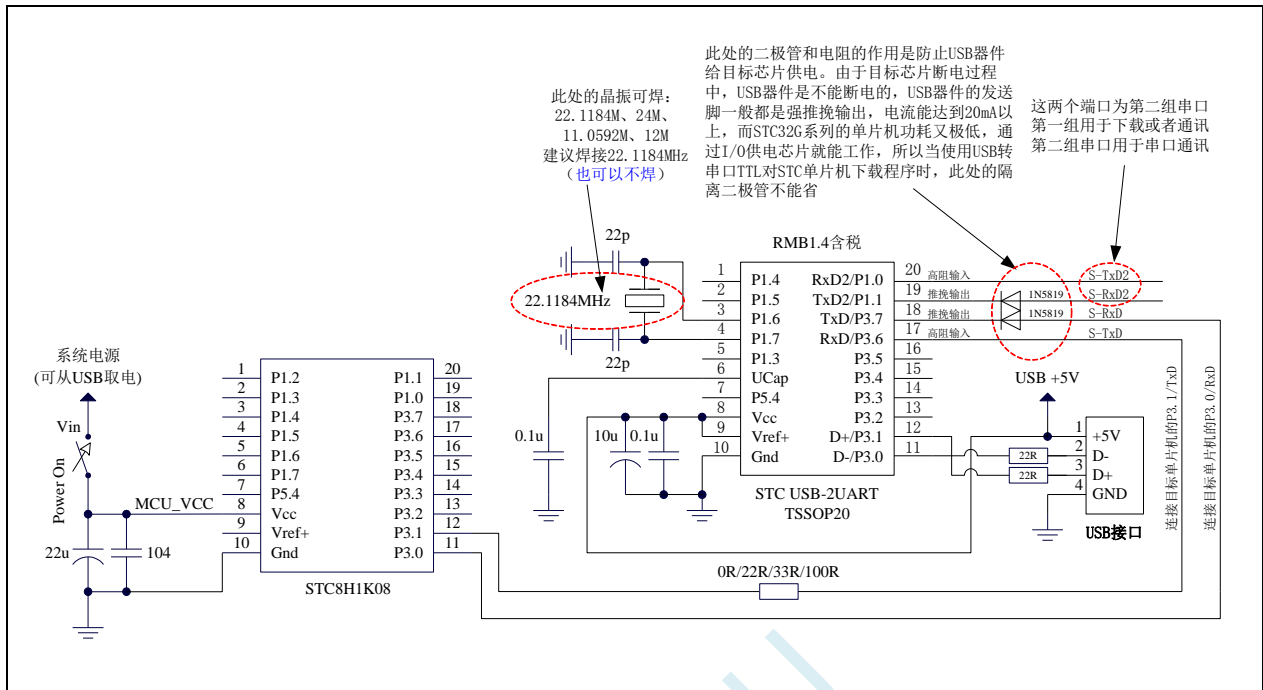 此处的二极管和电阻的作用是防止USB器件
给目标芯片供电。由于目标芯片断电过程
中，USB器件是不能断电的，USB器件的发送
脚一般都是强推挽输出，电流能达到20mA以
上，而STC32G系列的单片机功耗又极低，通
过I/O供电芯片就能工作，所以当使用USB转
串口TTL对STC单片机下载程序时，此处的隔
离二极管不能省
此处的晶振可焊：
22.1184M、24M、
11.0592M、12M
建议焊接22.1184MHz
（也可以不焊）
这两个端口为第二组串口
第一组用于下载或者通讯
第二组串口用于串口通讯
22p
22.1184MHz
22p
RMB1.4含税
1 P1.4 RxD2/P1.0 20 高阻输入 S-TxD2
2 P1.5 TxD2/P1.1 19 推挽输出 1N5819 S-RxD2
3 P1.6 TxD/P3.7 18 推挽输出 1N5819 S-RxD
4 P1.7 RxD/P3.6 17 高阻输入 S-TxD
5 P1.3 P3.5 16
6 UCap P3.4 15
7 P5.4 P3.3 14
8 Vcc P3.2 13
9 Vref+ D+/P3.1 12
10 Gnd D-/P3.0 11
STC USB-2UART
TSSOP20
0.1u
10u
0.1u
USB +5V
22R
22R
1 +5V
2 D-
3 D+
4 GND
USB接口
连接目标单片机的P3.1/TxD
连接目标单片机的P3.0/RxD
系统电源
(可从USB取电)
Vin
Power On
MCU_VCC
22u
104
1 P1.2 P1.1 20
2 P1.3 P1.0 19
3 P1.4 P3.7 18
4 P1.5 P3.6 17
5 P1.6 P3.5 16
6 P1.7 P3.4 15
7 P5.4 P3.3 14
8 Vcc P3.2 13
9 Vref+ P3.1 12
10 Gnd P3.0 11
STC8H1K08
0R/22R/33R/100R